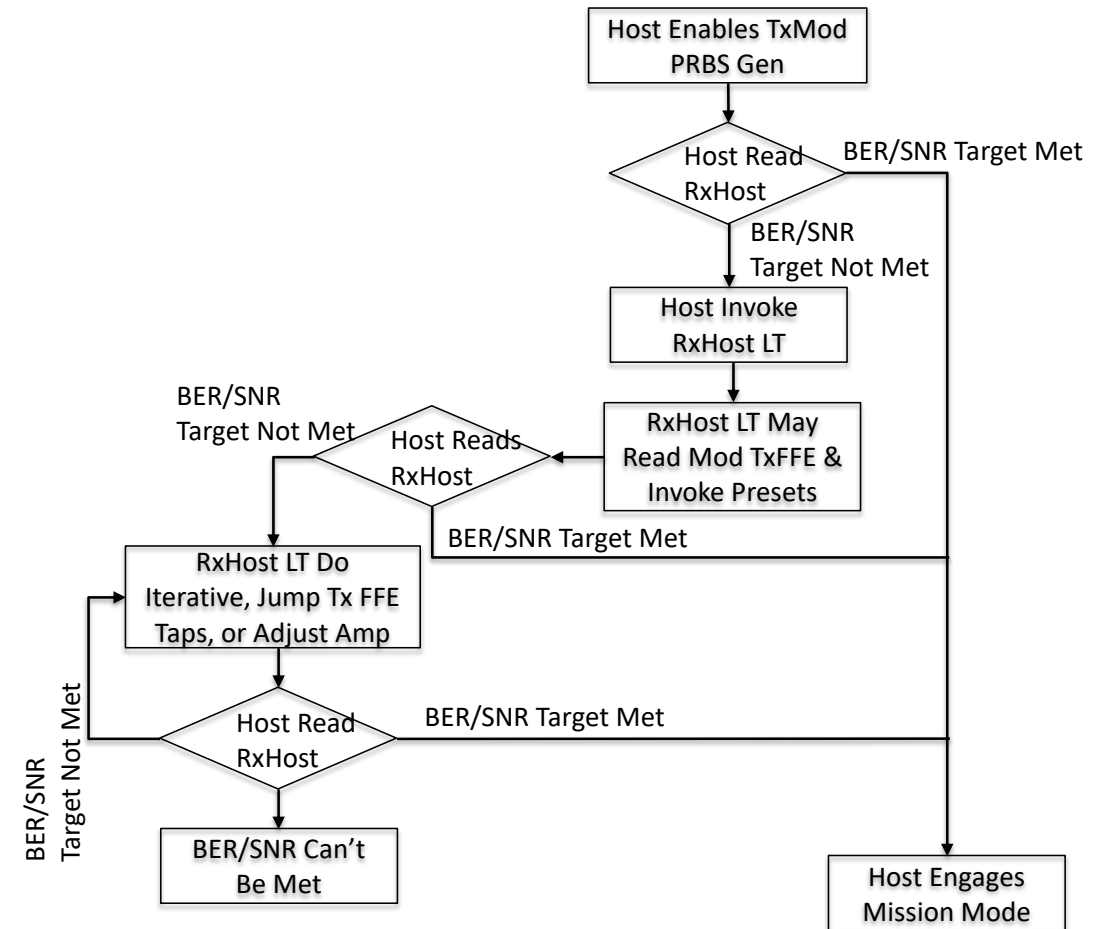 Host Enables TxMod
PRBS Gen
Host Read
RxHost
BER/SNR Target Met
BER/SNR
Target Not Met
Host Invoke
RxHost LT
RxHost LT May
Read Mod TxFFE &
Invoke Presets
BER/SNR
Target Not Met
Host Reads
RxHost
BER/SNR Target Met
RxHost LT Do
Iterative, Jump Tx FFE
Taps, or Adjust Amp
Host Read
RxHost
BER/SNR Target Met
BER/SNR
Target Not Met
BER/SNR Can’t
Be Met
Host Engages
Mission Mode